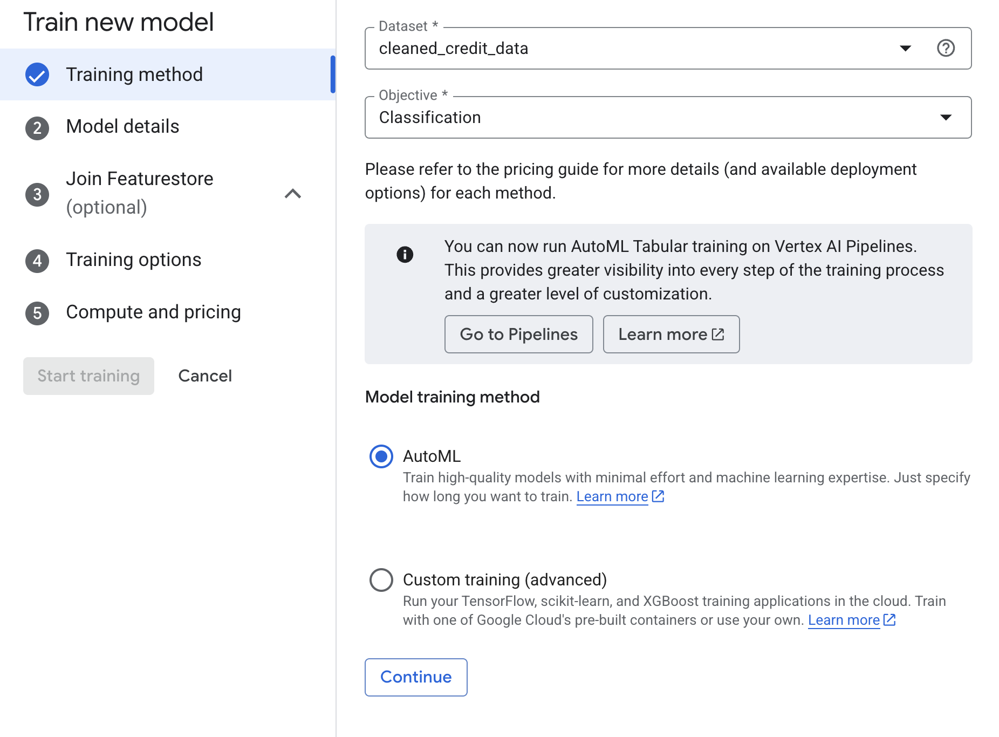 Train new model
Training method
2
Model details
3
Join Featurestore
(optional)
4
Training options
5
Compute and pricing
Start training
Cancel
Dataset *
cleaned_credit_data
Objective *
Classification
Please refer to the pricing guide for more details (and available deployment
options) for each method.
You can now run AutoML Tabular training on Vertex AI Pipelines.
This provides greater visibility into every step of the training process
and a greater level of customization.
Go to Pipelines
Learn more
Model training method
AutoML
Train high-quality models with minimal effort and machine learning expertise. Just specify
how long you want to train. Learn more
Custom training (advanced)
Run your TensorFlow, scikit-learn, and XGBoost training applications in the cloud. Train
with one of Google Cloud's pre-built containers or use your own. Learn more
Continue